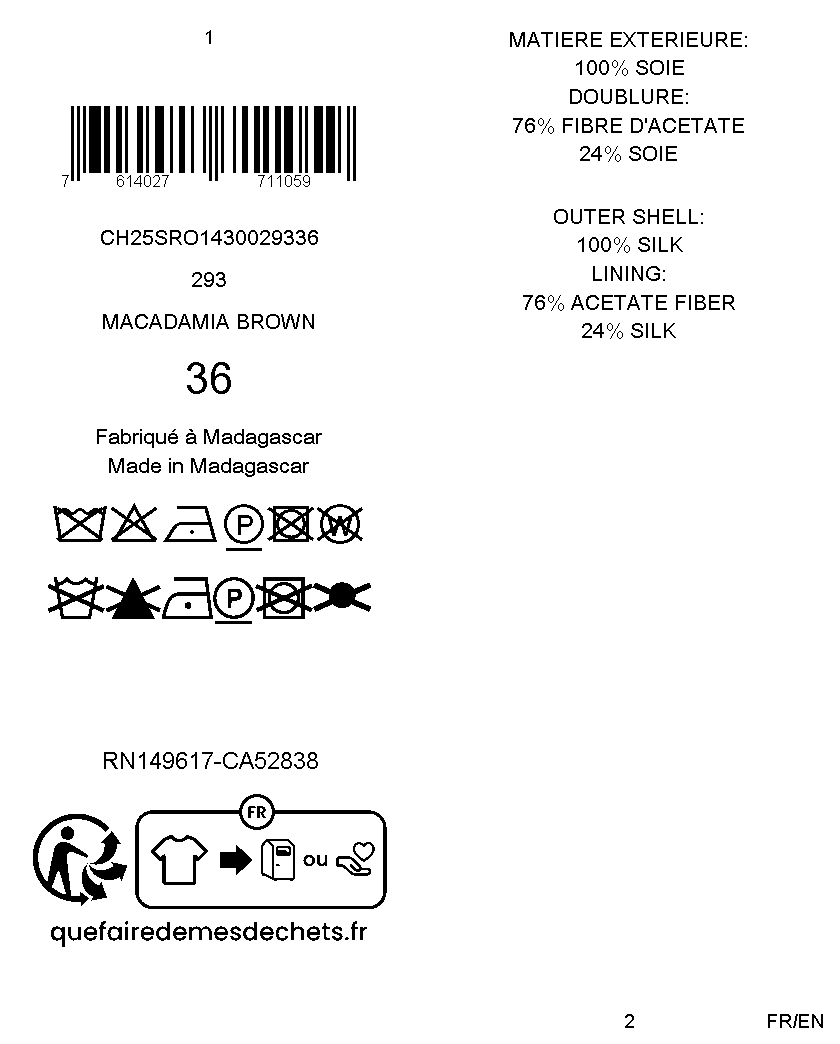 1
7 614027 711059
CH25SRO1430029336
293
MACADAMIA BROWN
36
Fabriqué à Madagascar
Made in Madagascar
P W
P
RN149617-CA52838
FR
ou
quefairedemesdechets.fr
MATIERE EXTERIEURE:
100% SOIE
DOUBLURE:
76% FIBRE D'ACETATE
24% SOIE
OUTER SHELL:
100% SILK
LINING:
76% ACETATE FIBER
24% SILK
2
FR/EN